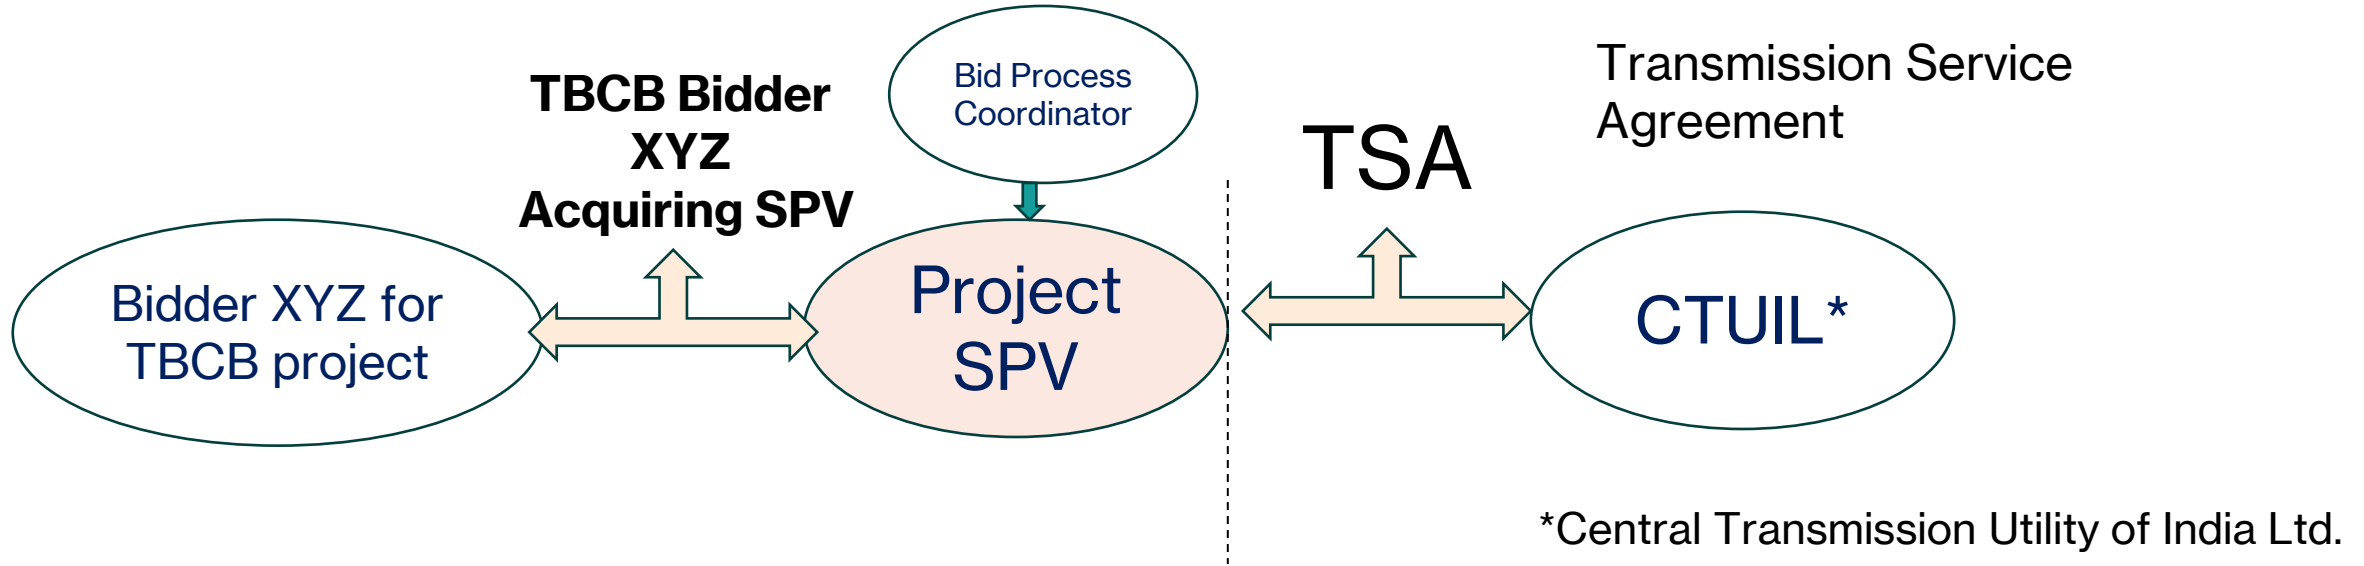 Bid Process
Coordinator
TBCB Bidder
XYZ
Acquiring SPV
TSA
Transmission Service
Agreement
Bidder XYZ for
TBCB project
Project
SPV
CTUIL*
*Central Transmission Utility of India Ltd.